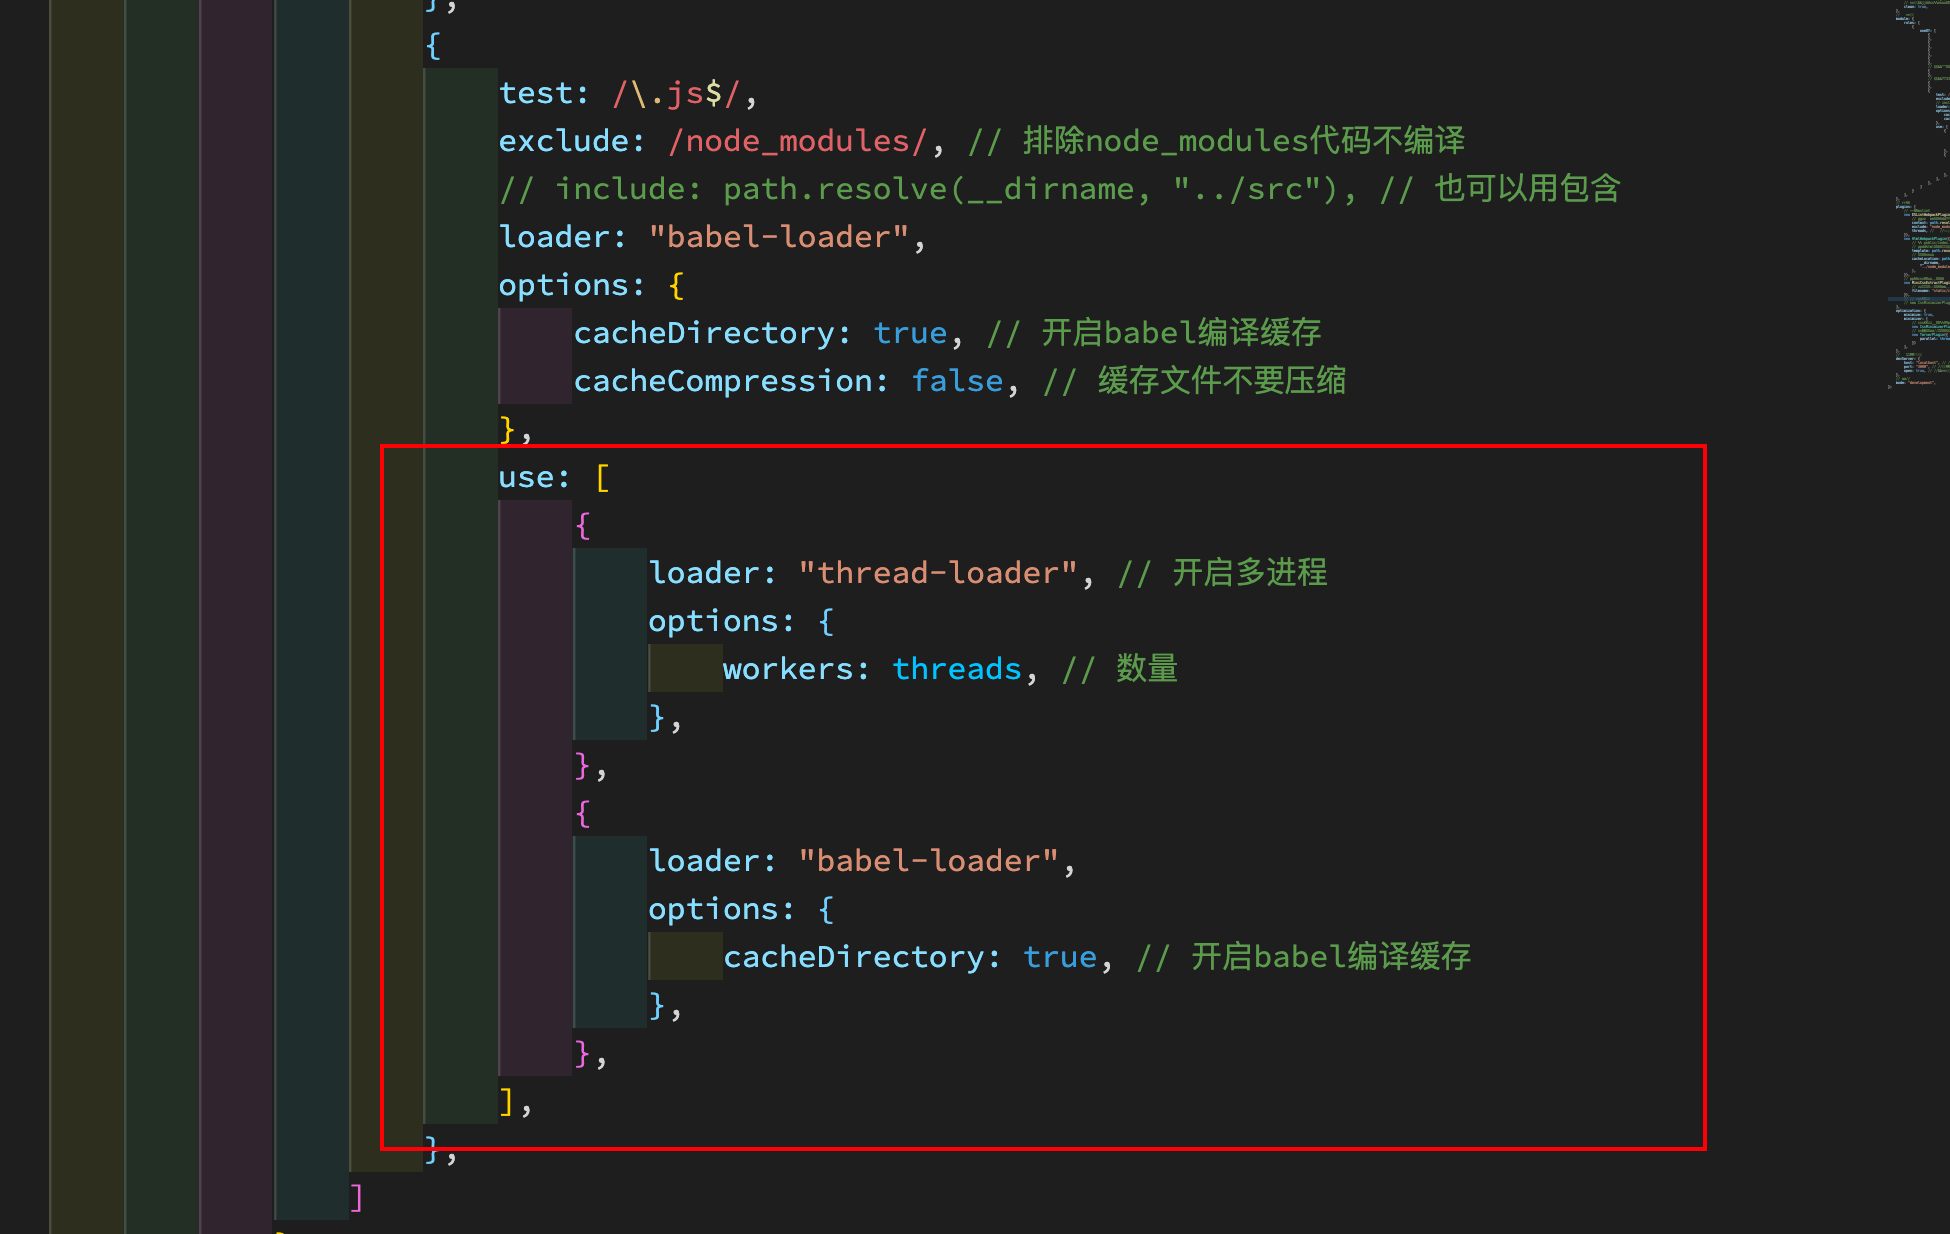 },
{
test: /\.js$/,
exclude: /node_modules/, // 排除node_modules代码不编译
// include: path.resolve(__dirname, "../src"), // 也可以用包含
loader: "babel-loader",
options: {
cacheDirectory: true, // 开启babel编译缓存
cacheCompression: false, // 缓存文件不要压缩
},
use: [
{
loader: "thread-loader", // 开启多进程
options: {
workers: threads, // 数量
},
},
{
loader: "babel-loader",
options: {
cacheDirectory: true, // 开启babel编译缓存
},
},
],
},
]